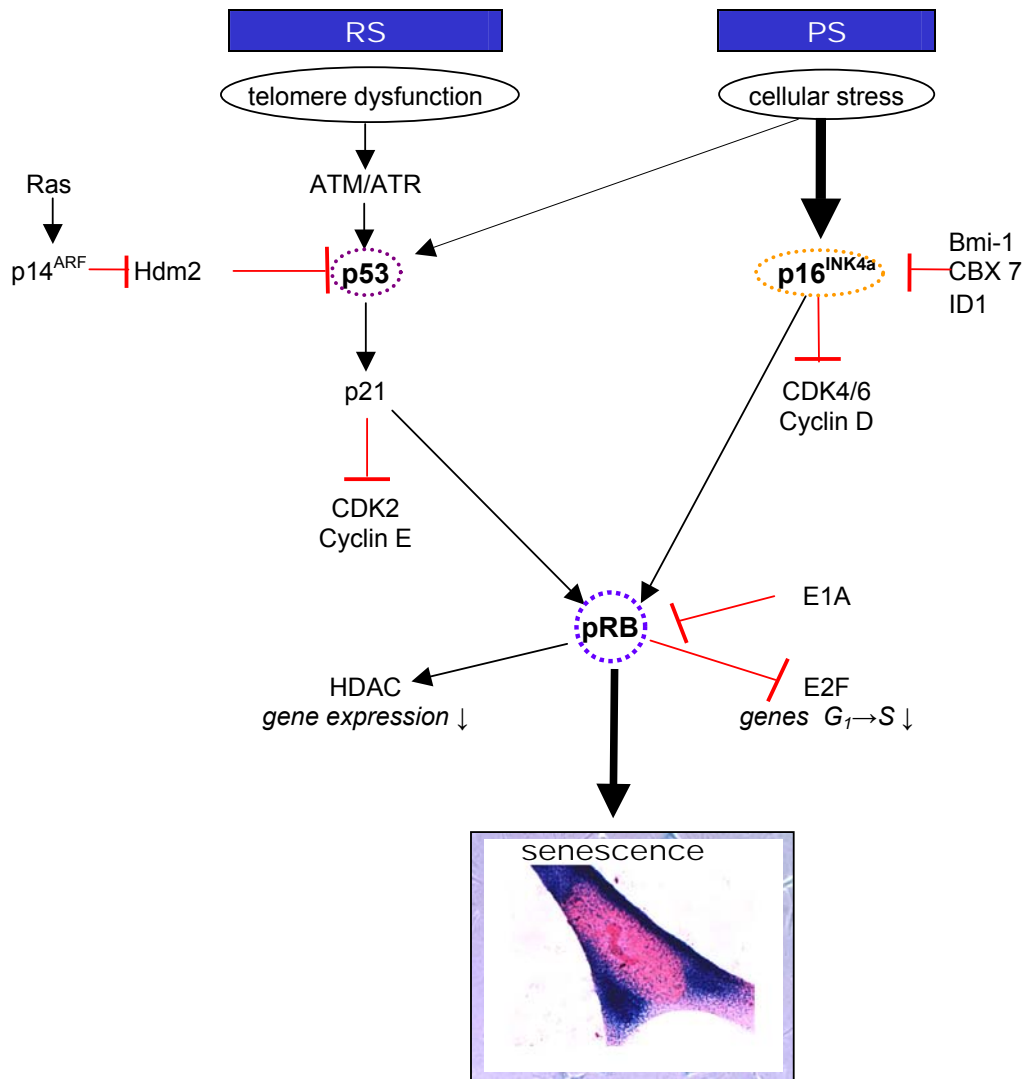 RS
PS
telomere dysfunction
cellular stress
ATM/ATR
Ras
p14ARF
Hdm2
p53
p16INK4a
Bmi-1
CBX 7
ID1
p21
CDK4/6
Cyclin D
CDK2
Cyclin E
E1A
pRB
HDAC
gene expression ↓
E2F
genes G1→S ↓
senescence